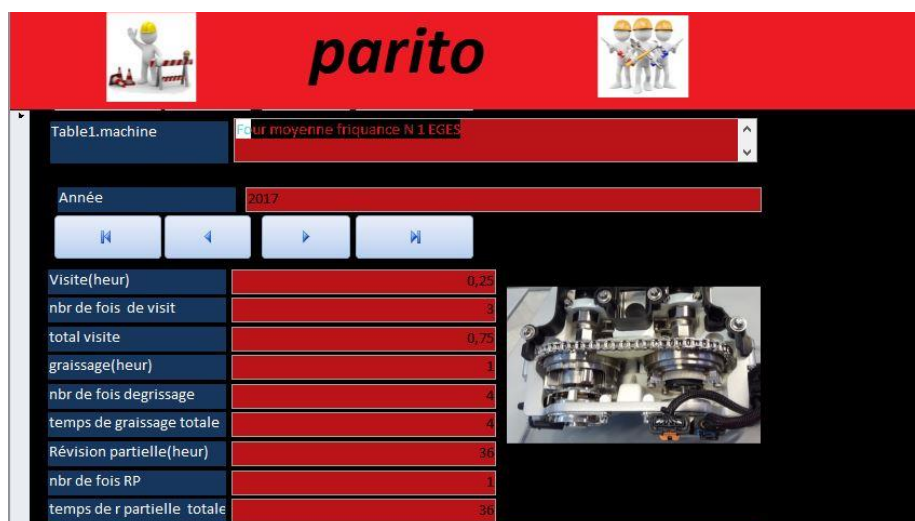 parito
Table1.machine Four moyenne friquance N 1 EGES
Année 2017
Visite(heur) 0,25
nbr de fois de visit 3
total visite 0,75
graissage(heur) 1
nbr de fois degrissage 4
temps de graissage totale 4
Révision partielle(heur) 36
nbr de fois RP 1
temps de r partielle totale 36